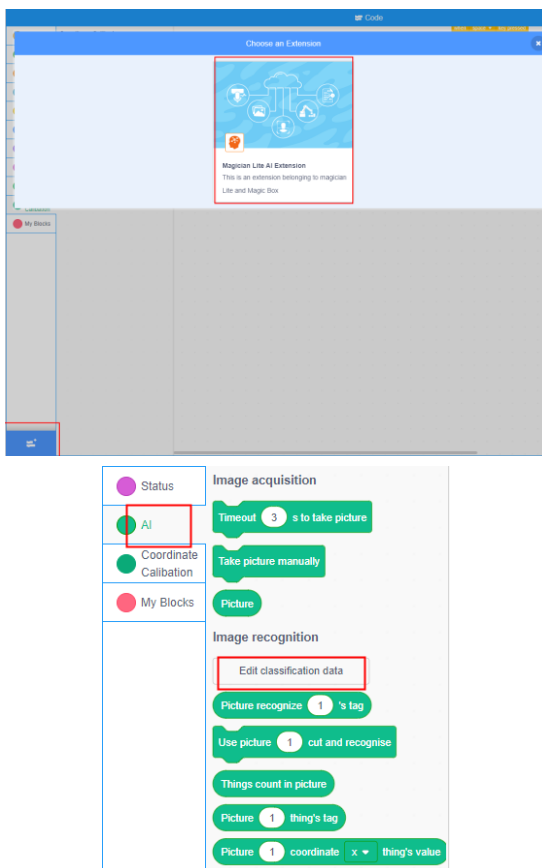 Code
Choose an Extension
Magician Lite AI Extension
This is an extension belonging to magician
Lite and Magic Box
My Blocks
Status
AI
Coordinate
Calibation
My Blocks
Image acquisition
Timeout 3 s to take picture
Take picture manually
Picture
Image recognition
Edit classification data
Picture recognize 1 's tag
Use picture 1 cut and recognise
Things count in picture
Picture 1 thing's tag
Picture 1 coordinate x thing's value